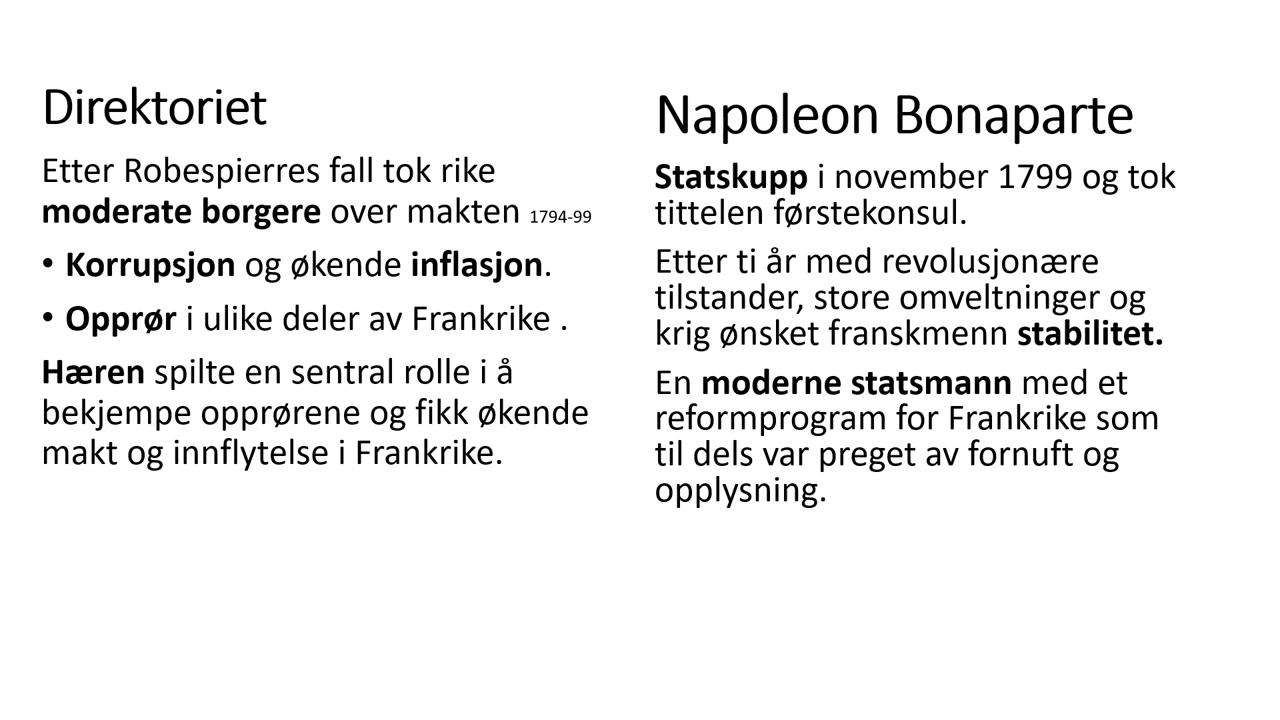 Direktoriet
Etter Robespierres fall tok rike
moderate borgere over makten 1794-99
• Korrupsjon og økende inflasjon.
• Opprør i ulike deler av Frankrike .
Hæren spilte en sentral rolle i å
bekjempe opprørene og fikk økende
makt og innflytelse i Frankrike.
Napoleon Bonaparte
Statskupp i november 1799 og tok
tittelen førstekonsul.
Etter ti år med revolusjonære
tilstander, store omveltninger og
krig ønsket franskmenn stabilitet.
En moderne statsmann med et
reformprogram for Frankrike som
til dels var preget av fornuft og
opplysning.